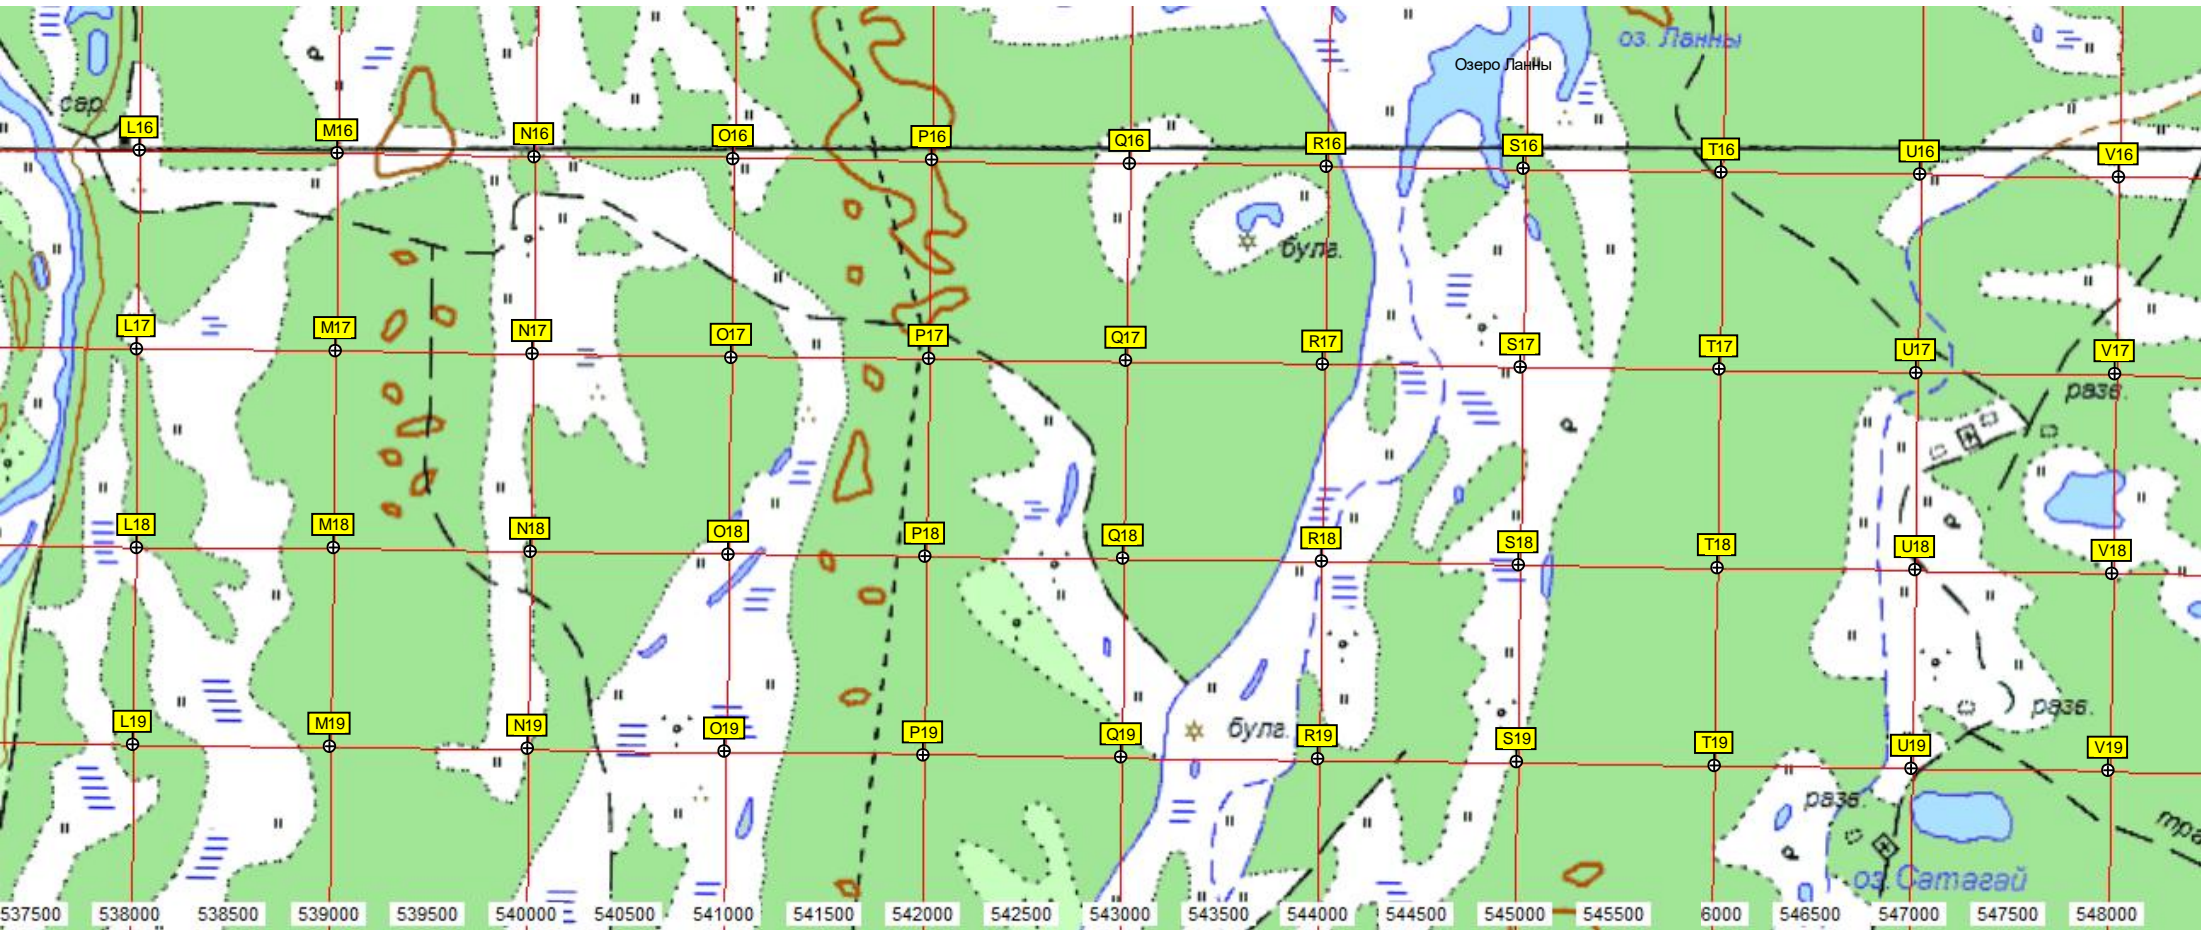 оз. Ланны
Озеро Ланны
сар.
L16 M16 N16 O16 P16 Q16 R16 S16 T16 U16 V16
булг.
L17 M17 N17 O17 P17 Q17 R17 S17 T17 U17 V17
разв.
L18 M18 N18 O18 P18 Q18 R18 S18 T18 U18 V18
разв.
L19 M19 N19 O19 P19 Q19 R19 S19 T19 U19 V19
булг.
разв.
тра
оз. Сатагай
537500 538000 538500 539000 539500 540000 540500 541000 541500 542000 542500 543000 543500 544000 544500 545000 545500 6000 546500 547000 547500 548000